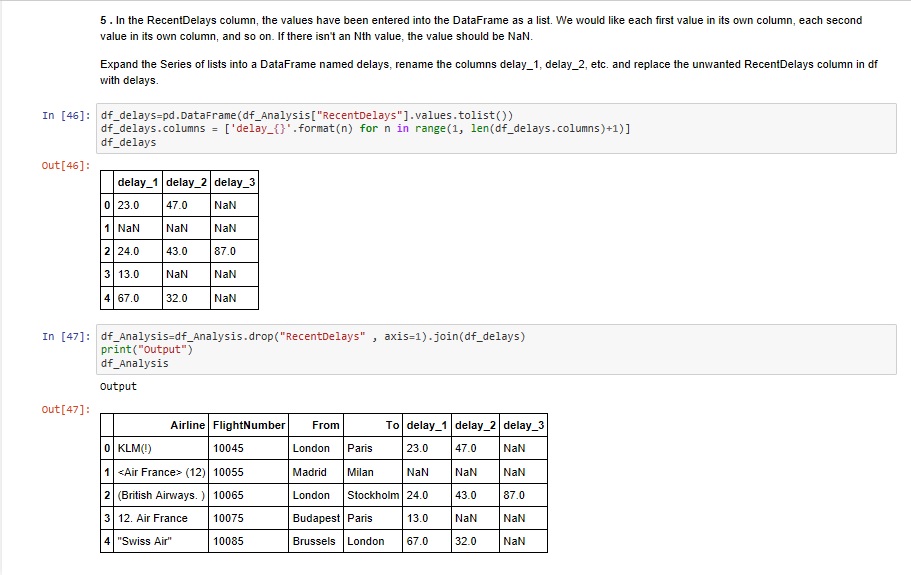 5 . In the RecentDelays column, the values have been entered into the DataFrame as a list. We would like each first value in its own column, each second
value in its own column, and so on. If there isn't an Nth value, the value should be NaN.
Expand the Series of lists into a DataFrame named delays, rename the columns delay_1, delay_2, etc. and replace the unwanted RecentDelays column in df
with delays.
In [46]: df_delays=pd.DataFrame(df_Analysis["RecentDelays"].values.tolist())
df_delays.columns = ['delay_{}'.format(n) for n in range(1, len(df_delays.columns)+1)]
df_delays
Out[46]:
delay_1 delay_2 delay_3
0 23.0 47.0 NaN
1 NaN NaN NaN
2 24.0 43.0 87.0
3 13.0 NaN NaN
4 67.0 32.0 NaN
In [47]: df_Analysis=df_Analysis.drop("RecentDelays" , axis=1).join(df_delays)
print("Output")
df_Analysis
Output
Out[47]:
Airline FlightNumber From To delay_1 delay_2 delay_3
0 KLM(!) 10045 London Paris 23.0 47.0 NaN
1 <Air France> (12) 10055 Madrid Milan NaN NaN NaN
2 (British Airways. ) 10065 London Stockholm 24.0 43.0 87.0
3 12. Air France 10075 Budapest Paris 13.0 NaN NaN
4 "Swiss Air" 10085 Brussels London 67.0 32.0 NaN